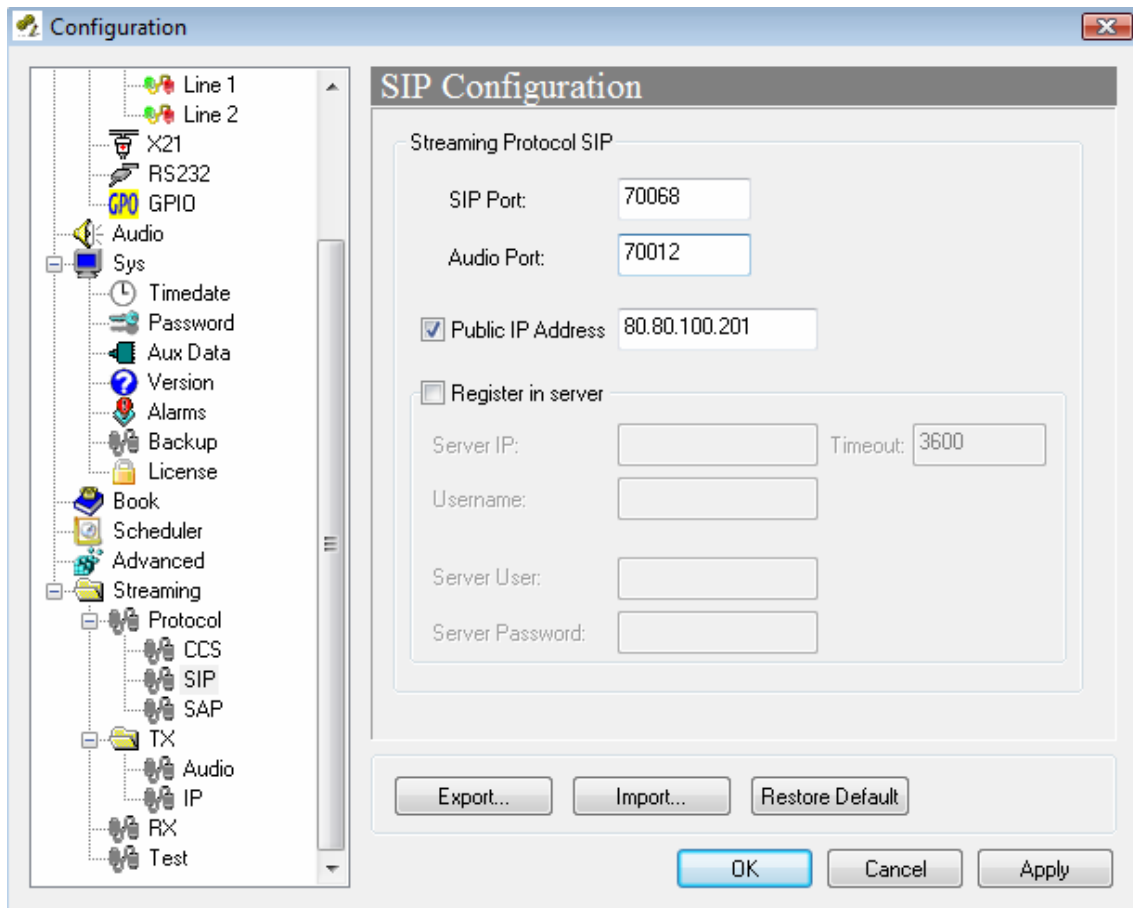 Configuration
Line 1
Line 2
X21
RS232
GPO GPIO
Audio
Sys
Timedate
Password
Aux Data
Version
Alarms
Backup
License
Book
Scheduler
Advanced
Streaming
Protocol
CCS
SIP
SAP
TX
Audio
IP
RX
Test
SIP Configuration
Streaming Protocol SIP
SIP Port: 70068
Audio Port: 70012
Public IP Address 80.80.100.201
Register in server
Server IP: Timeout: 3600
Username:
Server User:
Server Password:
Export... Import... Restore Default
OK Cancel Apply